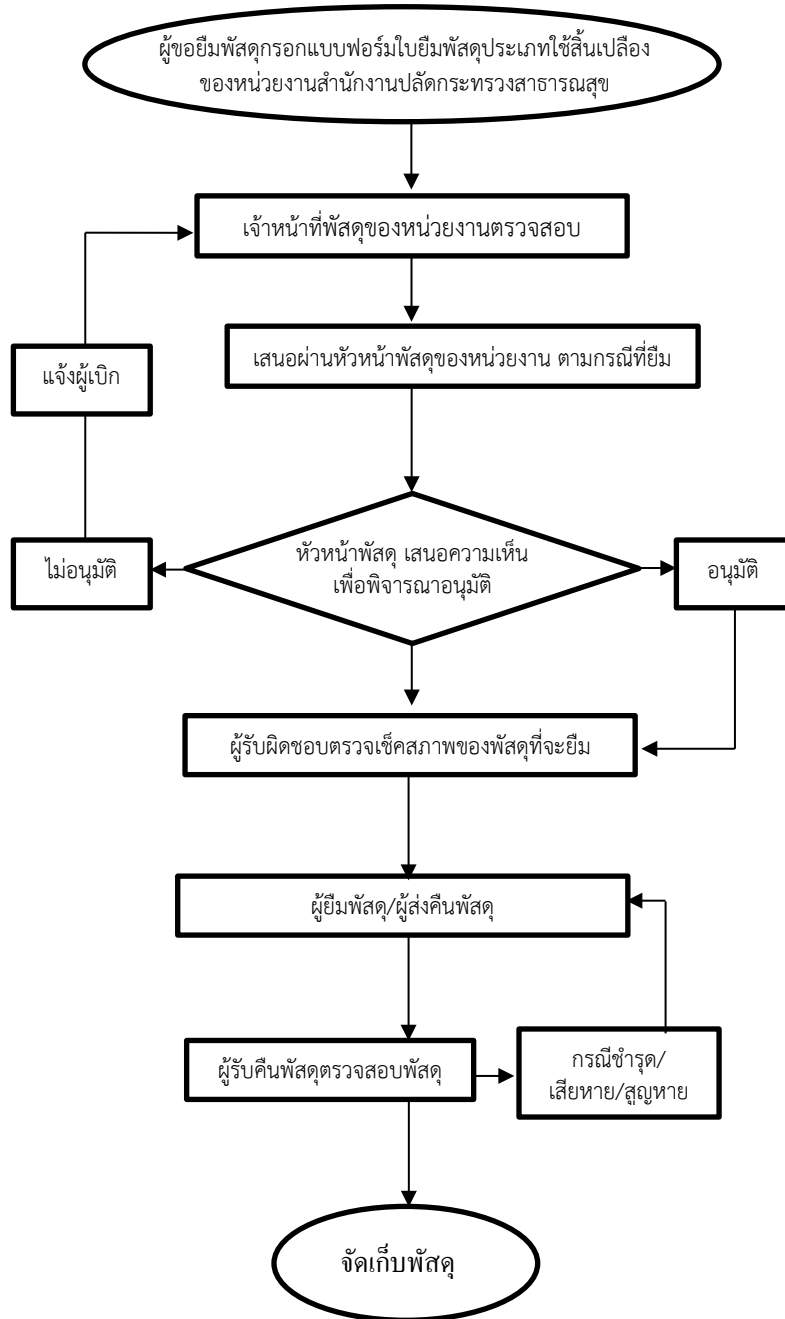 ผู้ขอยืมพัสดุกรอกแบบฟอร์มใบยืมพัสดุประเภทใช้สิ้นเปลือง
ของหน่วยงานสำนักงานปลัดกระทรวงสาธารณสุข
เจ้าหน้าที่พัสดุของหน่วยงานตรวจสอบ
เสนอผ่านหัวหน้าพัสดุของหน่วยงาน ตามกรณีที่ยืม
แจ้งผู้เบิก
หัวหน้าพัสดุ เสนอความเห็น
เพื่อพิจารณาอนุมัติ
ไม่อนุมัติ
อนุมัติ
ผู้รับผิดชอบตรวจเช็คสภาพของพัสดุที่จะยืม
ผู้ยืมพัสดุ/ผู้ส่งคืนพัสดุ
ผู้รับคืนพัสดุตรวจสอบพัสดุ
กรณีชำรุด/
เสียหาย/สูญหาย
จัดเก็บพัสดุ